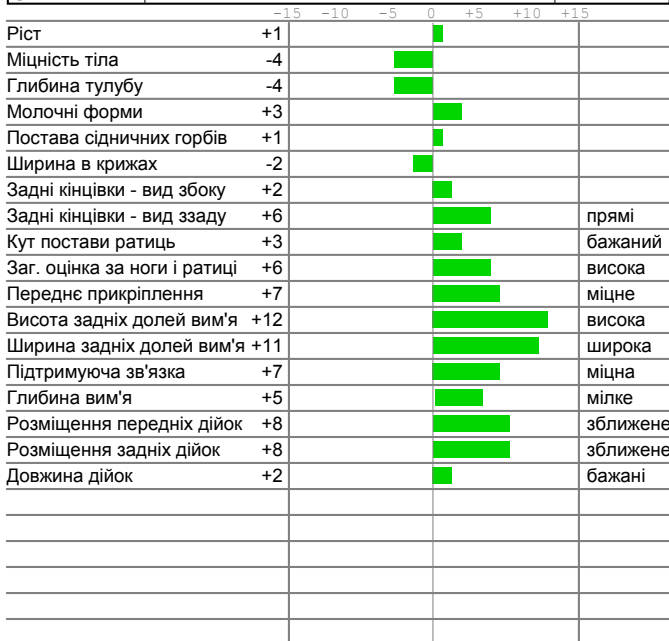 -15 -10 -5 0 +5 +10 +15
Ріст +1
Міцність тіла -4
Глибина тулубу -4
Молочні форми +3
Постава сідничних горбів +1
Ширина в крижах -2
Задні кінцівки - вид збоку +2
Задні кінцівки - вид ззаду +6 прямі
Кут постави ратиць +3 бажаний
Заг. оцінка за ноги і ратиці +6 висока
Переднє прикріплення +7 міцне
Висота задніх долей вим'я +12 висока
Ширина задніх долей вим'я +11 широка
Підтримуюча зв'язка +7 міцна
Глибина вим'я +5 мілке
Розміщення передніх дійок +8 зближене
Розміщення задніх дійок +8 зближене
Довжина дійок +2 бажані